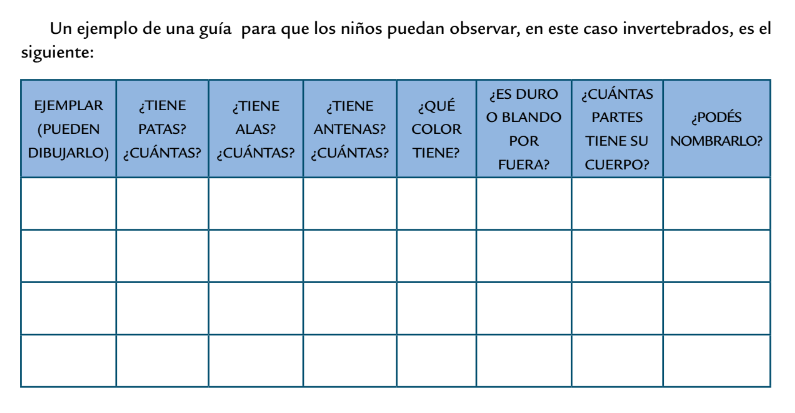 Un ejemplo de una guía para que los niños puedan observar, en este caso invertebrados, es el
siguiente:
EJEMPLAR
(PUEDEN
DIBUJARLO)
¿TIENE
PATAS?
¿CUÁNTAS?
¿TIENE
ALAS?
¿CUÁNTAS?
¿TIENE
ANTENAS?
¿CUÁNTAS?
¿QUÉ
COLOR
TIENE?
¿ES DURO
O BLANDO
POR
FUERA?
¿CUÁNTAS
PARTES
TIENE SU
CUERPO?
¿PODÉS
NOMBRARLO?